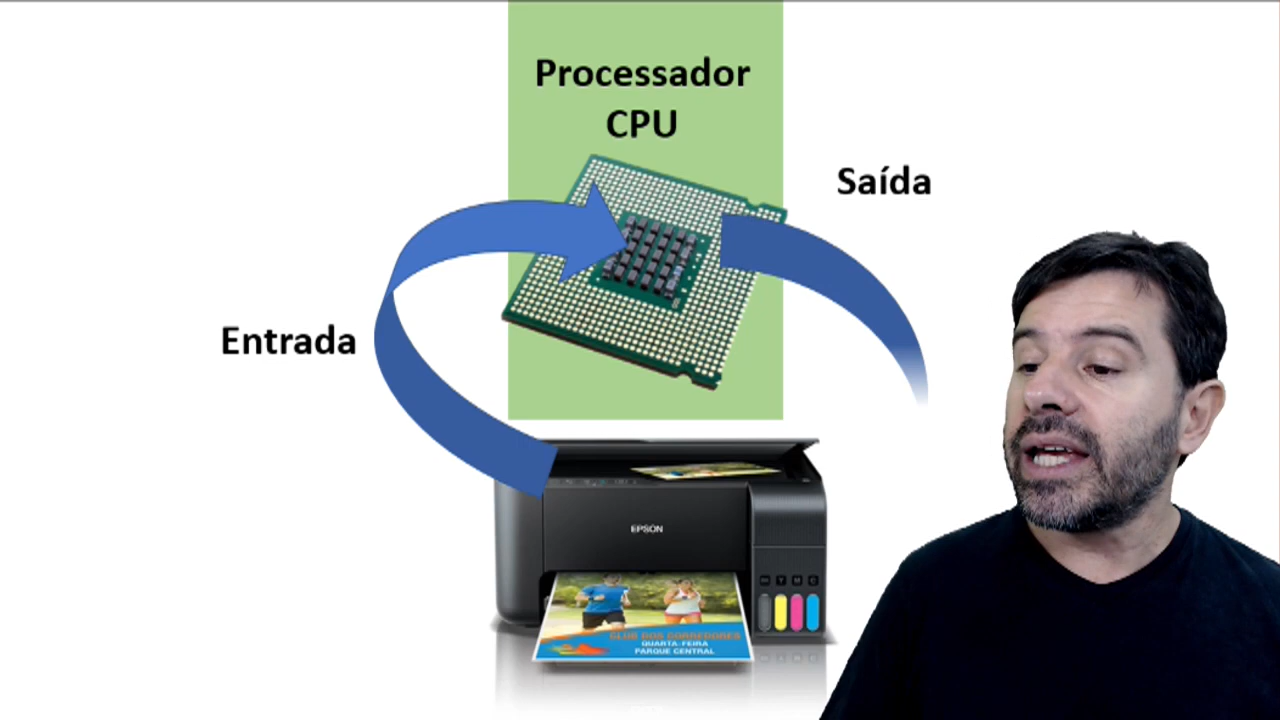 Processador
CPU
Saída
Entrada
EPSON
CLUB DOS CORREDORES
QUARTA-FEIRA
PARQUE CENTRAL